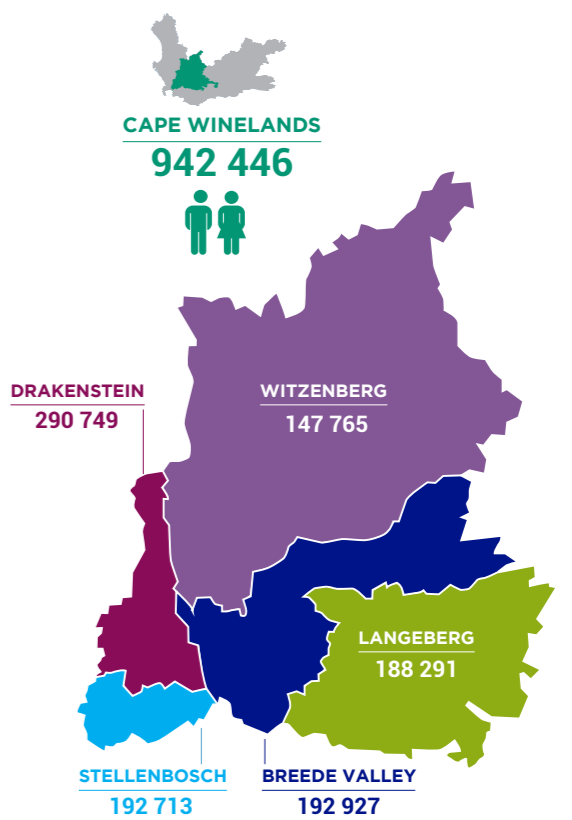 CAPE WINELANDS
942 446
DRAKENSTEIN
290 749
WITZENBERG
147 765
LANGEBERG
188 291
STELLENBOSCH
192 713
BREEDE VALLEY
192 927